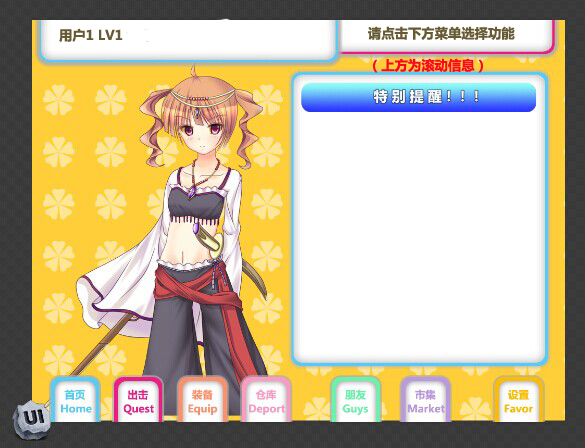 用户1 LV1
请点击下方菜单选择功能
（上方为滚动信息）
特别提醒！！！
首页
Home
出击
Quest
装备
Equip
仓库
Deport
朋友
Guys
市集
Market
设置
Favor
UI